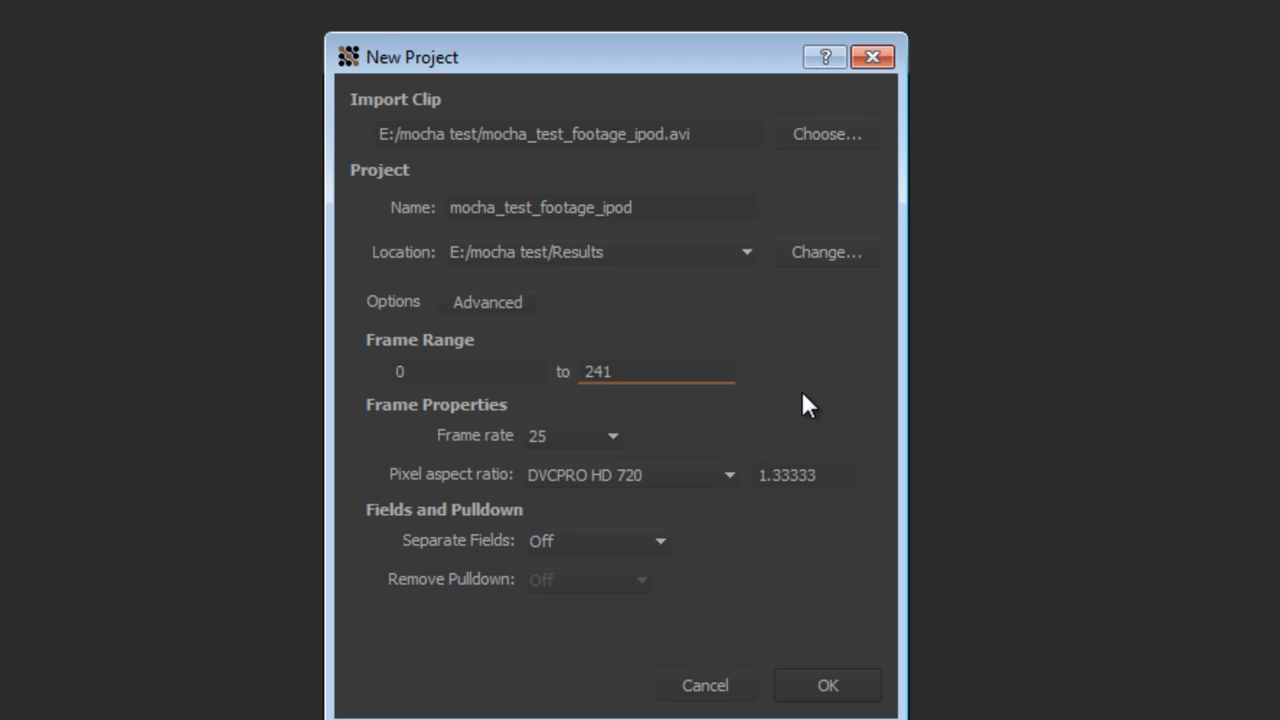 New Project
?
Import Clip
E:/mocha test/mocha_test_footage_ipod.avi Choose...
Project
Name: mocha_test_footage_ipod
Location: E:/mocha test/Results Change...
Options Advanced
Frame Range
0 to 241
Frame Properties
Frame rate 25
Pixel aspect ratio: DVCPRO HD 720 1.33333
Fields and Pulldown
Separate Fields: Off
Remove Pulldown: Off
Cancel OK